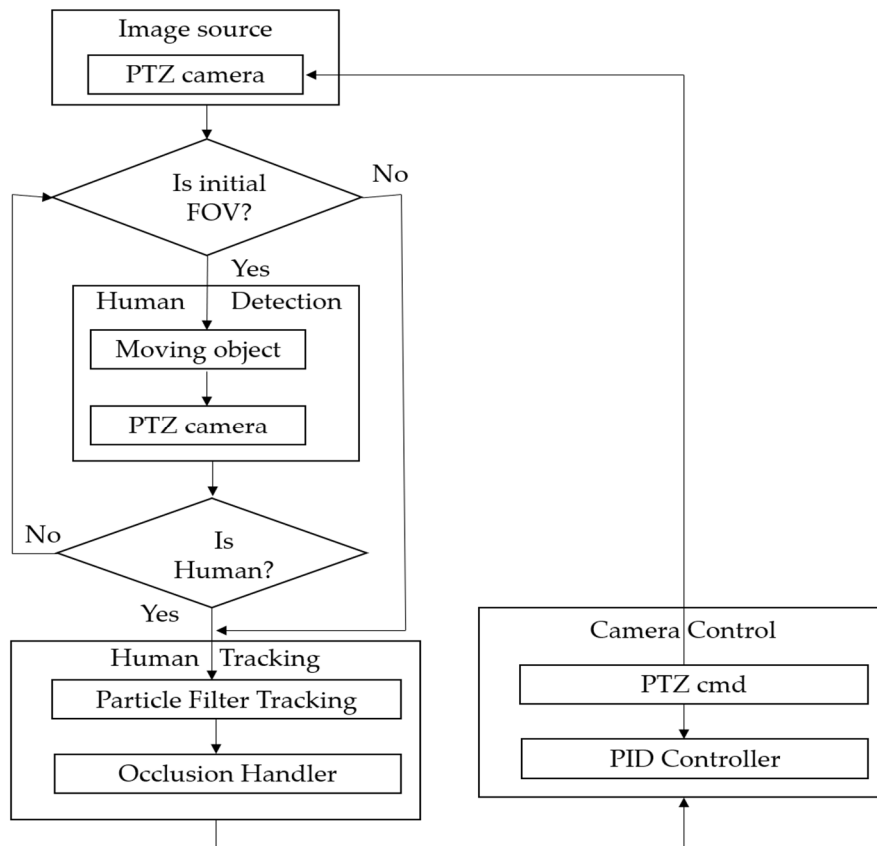 Image source
PTZ camera
No
Is initial
FOV?
Yes
Human Detection
Moving object
PTZ camera
No
Is
Human?
Yes
Human Tracking
Particle Filter Tracking
Occlusion Handler
Camera Control
PTZ cmd
PID Controller